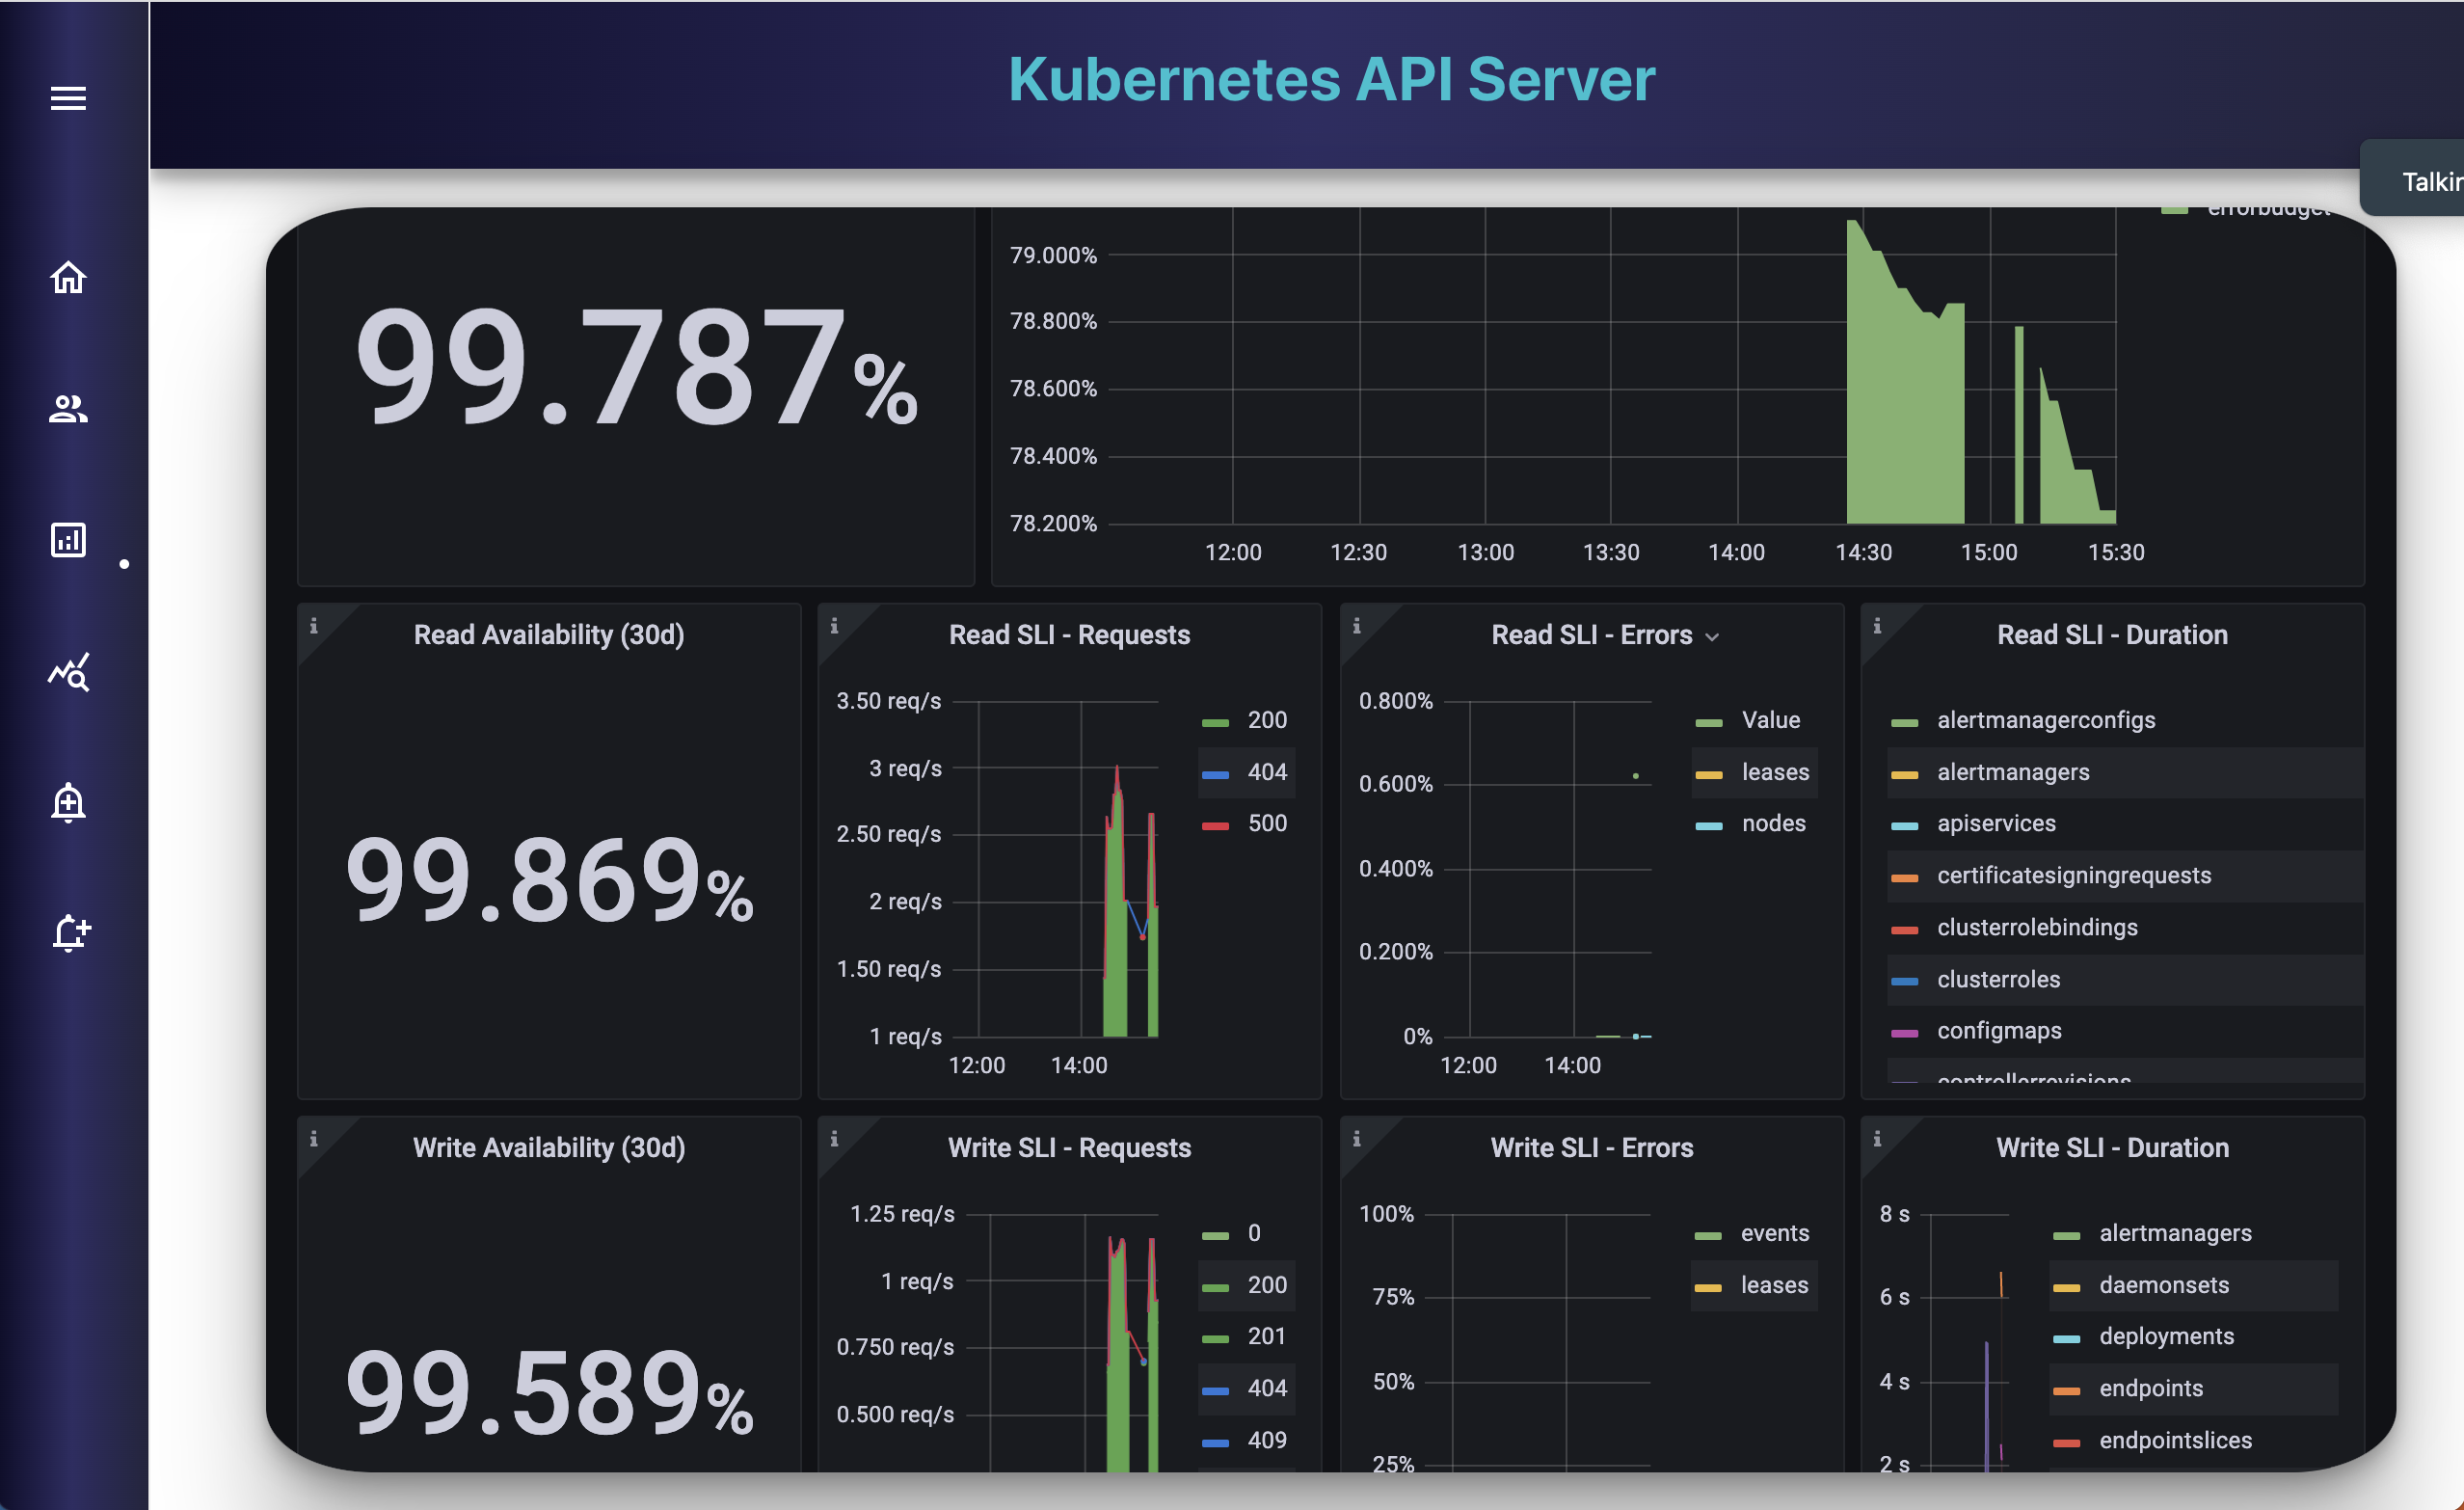 Kubernetes API Server
Talkin
99.787%
errorbudget
79.000%
78.800%
78.600%
78.400%
78.200%
12:00 12:30 13:00 13:30 14:00 14:30 15:00 15:30
i
Read Availability (30d)
99.869%
i
Read SLI - Requests
3.50 req/s
3 req/s
2.50 req/s
2 req/s
1.50 req/s
1 req/s
12:00 14:00
200
404
500
i
Read SLI - Errors
0.800%
0.600%
0.400%
0.200%
0%
12:00 14:00
Value
leases
nodes
i
Read SLI - Duration
alertmanagerconfigs
alertmanagers
apiservices
certificatesigningrequests
clusterrolebindings
clusterroles
configmaps
controllerrevisions
i
Write Availability (30d)
99.589%
i
Write SLI - Requests
1.25 req/s
1 req/s
0.750 req/s
0.500 req/s
0
200
201
404
409
i
Write SLI - Errors
100%
75%
50%
25%
events
leases
i
Write SLI - Duration
8 s
6 s
4 s
2 s
alertmanagers
daemonsets
deployments
endpoints
endpointslices